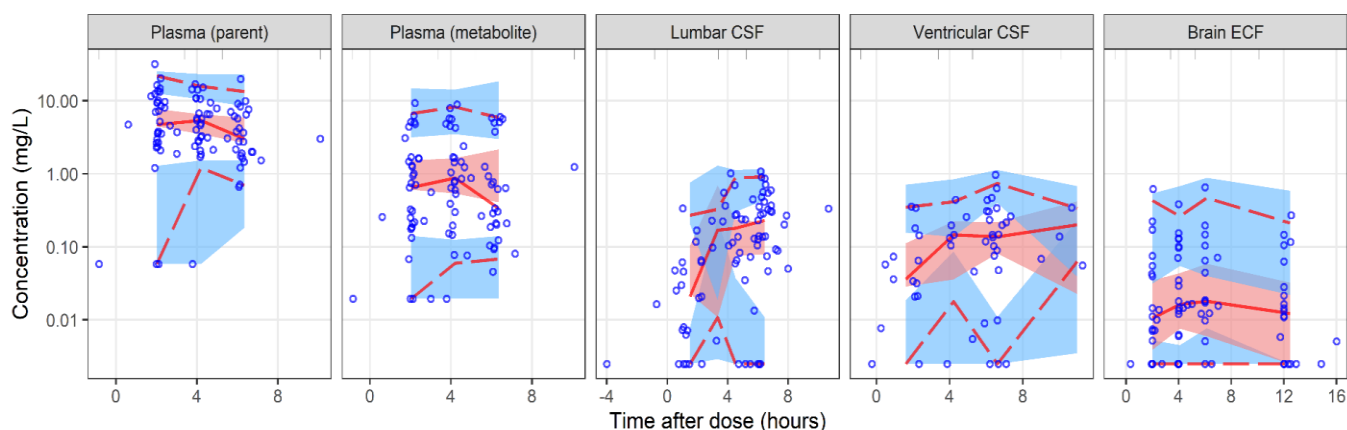 Plasma (parent) Plasma (metabolite) Lumbar CSF Ventricular CSF Brain ECF
Concentration (mg/L)
10.00
1.00
0.10
0.01
0 4 8 0 4 8 -4 0 4 8 0 4 8 0 4 8 12 16
Time after dose (hours)